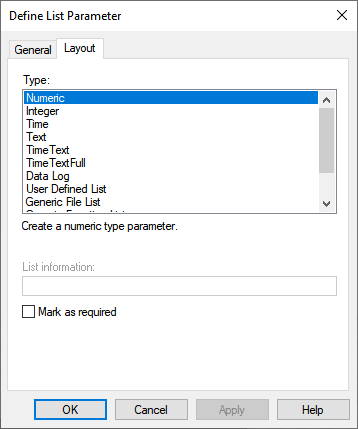 Define List Parameter
General
Layout
Type:
Numeric
Integer
Time
Text
TimeText
TimeTextFull
Data Log
User Defined List
Generic File List
Create a numeric type parameter.
List information:
Mark as required
OK
Cancel
Apply
Help